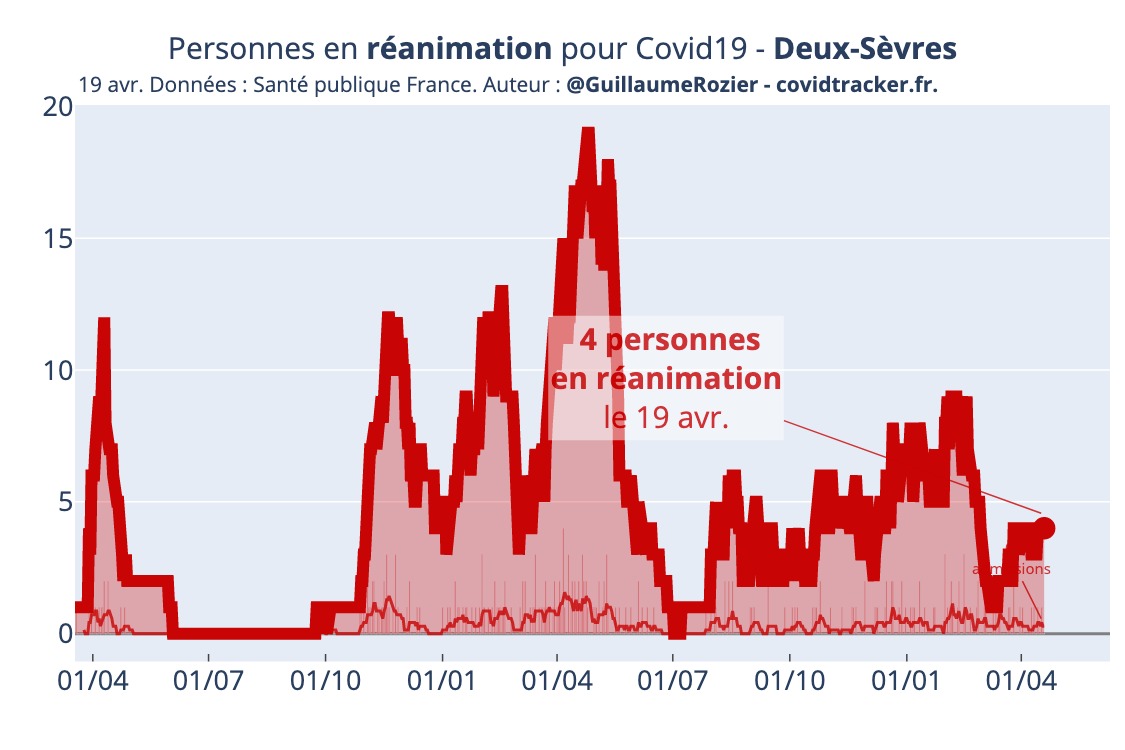 Personnes en réanimation pour Covid19 - Deux-Sèvres
19 avr. Données : Santé publique France. Auteur : @GuillaumeRozier - covidtracker.fr.
20
15
10
5
0
4 personnes
en réanimation
le 19 avr.
admissions
01/04 01/07 01/10 01/01 01/04 01/07 01/10 01/01 01/04